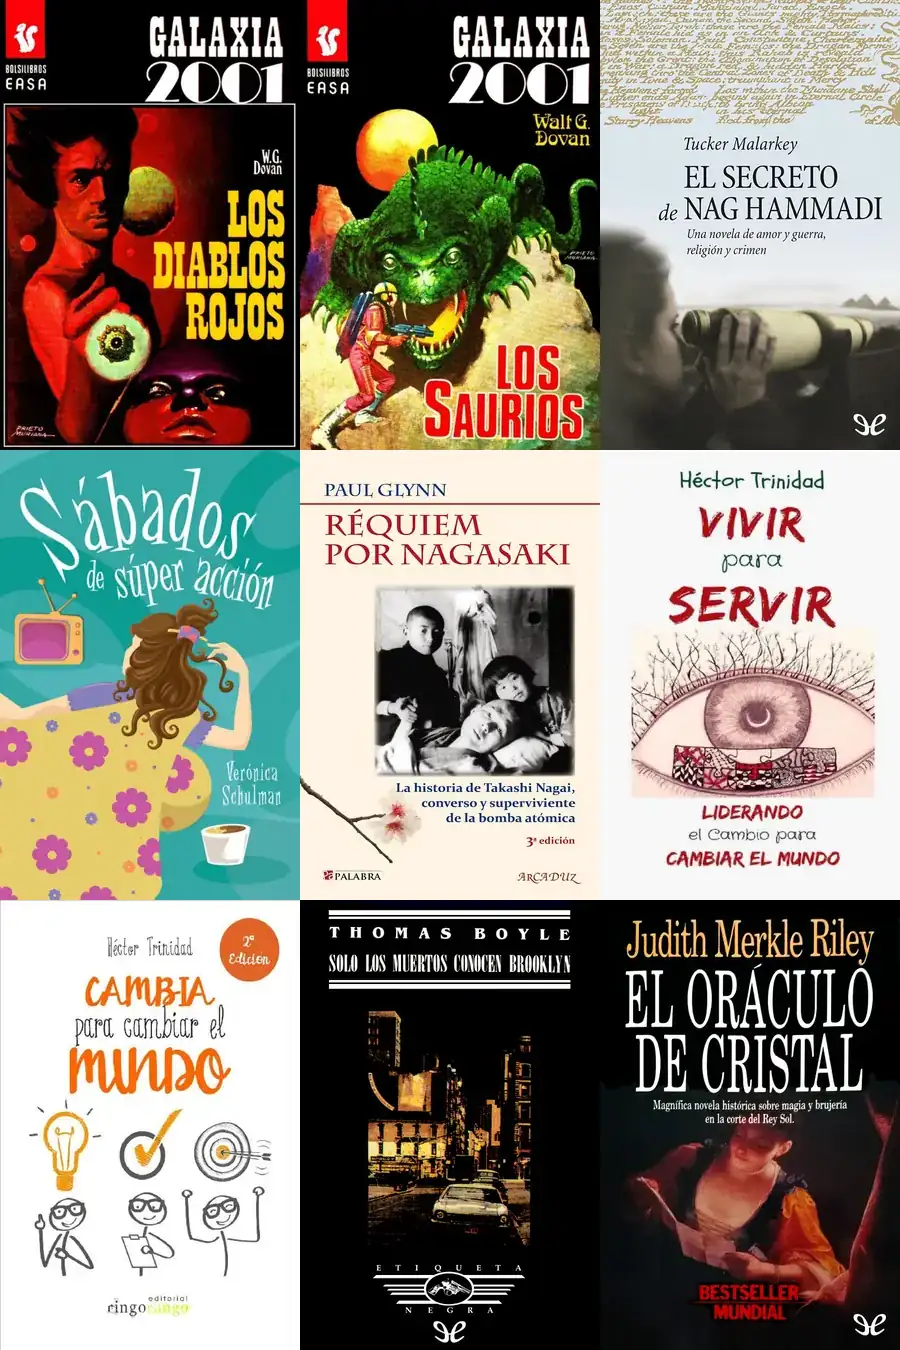 BOLSILIBROS
EASA
GALAXIA
2001
W.G.
Dovan
LOS
DIABLOS
ROJOS
PRIETO
MURIANA
BOLSILIBROS
EASA
GALAXIA
2001
Walt G.
Dovan
PRIETO
MURIANA
LOS
SAURIOS
Tucker Malarkey
EL SECRETO
de NAG HAMMADI
Una novela de amor y guerra,
religión y crimen
Sábados
de súper acción
Verónica
Schulman
PAUL GLYNN
RÉQUIEM
POR NAGASAKI
La historia de Takashi Nagai,
converso y superviviente
de la bomba atómica
3ª edición
PALABRA
ARCADUZ
Héctor Trinidad
VIVIR
para
SERVIR
LIDERANDO
el Cambio para
CAMBIAR EL MUNDO
Héctor Trinidad
2ª
Edición
CAMBIA
para cambiar el
MUNDO
editorial
ringorango
THOMAS BOYLE
SOLO LOS MUERTOS CONOCEN BROOKLYN
ETIQUETA
NEGRA
Judith Merkle Riley
EL ORÁCULO
DE CRISTAL
Magnífica novela histórica sobre magia y brujería
en la corte del Rey Sol.
BESTSELLER
MUNDIAL